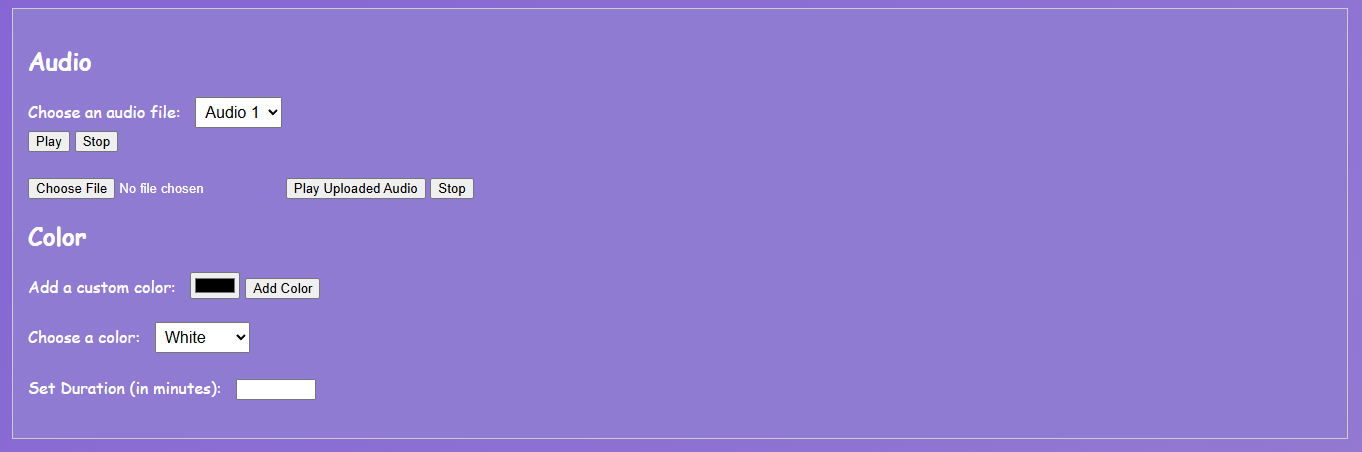 Audio
Choose an audio file: Audio 1
Play Stop
Choose File No file chosen Play Uploaded Audio Stop
Color
Add a custom color: Add Color
Choose a color: White
Set Duration (in minutes):